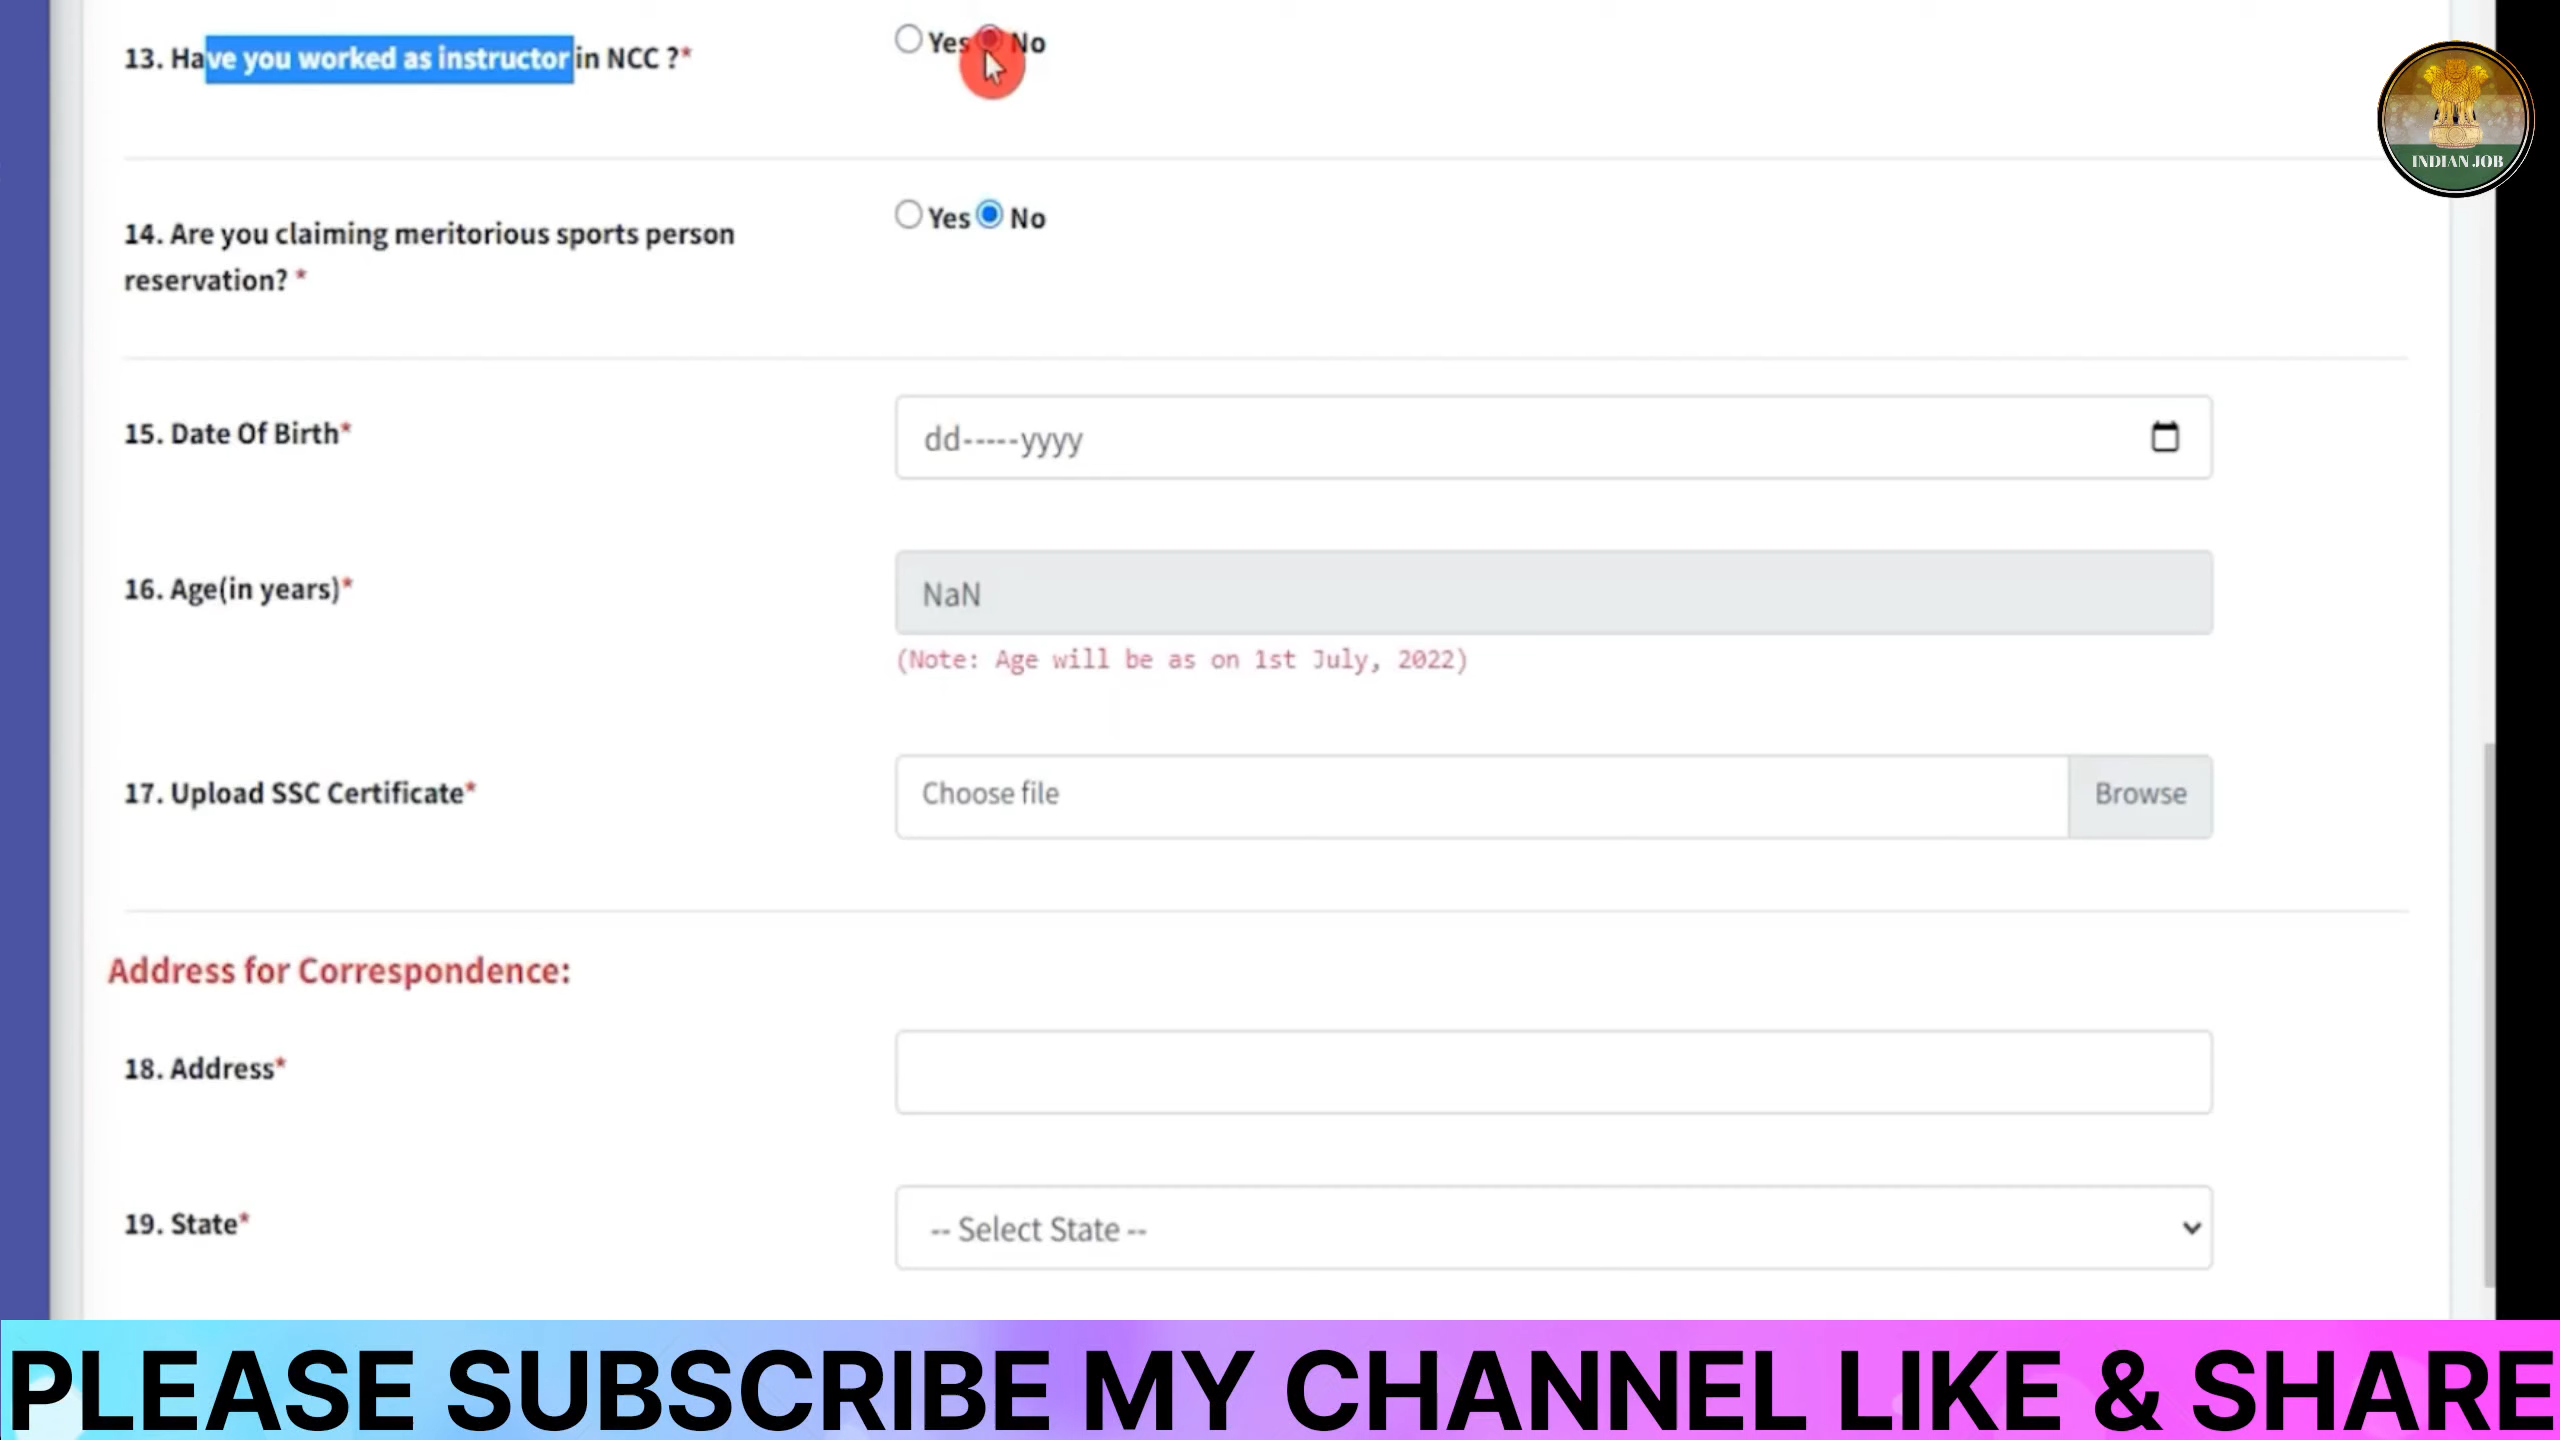 13. Have you worked as instructor in NCC ?*
Yes No
INDIAN JOB
14. Are you claiming meritorious sports person
reservation? *
Yes No
15. Date Of Birth*
dd-----yyyy
16. Age(in years)*
NaN
(Note: Age will be as on 1st July, 2022)
17. Upload SSC Certificate*
Choose file
Browse
Address for Correspondence:
18. Address*
19. State*
-- Select State --
PLEASE SUBSCRIBE MY CHANNEL LIKE & SHARE